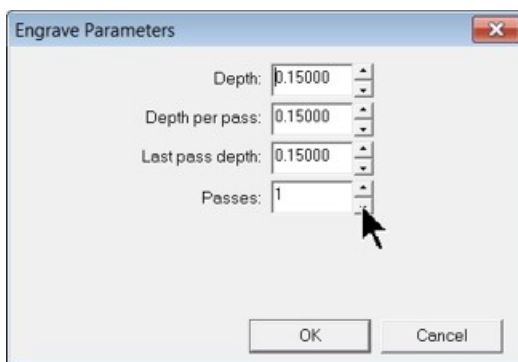 Engrave Parameters
Depth: 0.15000
Depth per pass: 0.15000
Last pass depth: 0.15000
Passes: 1
OK Cancel